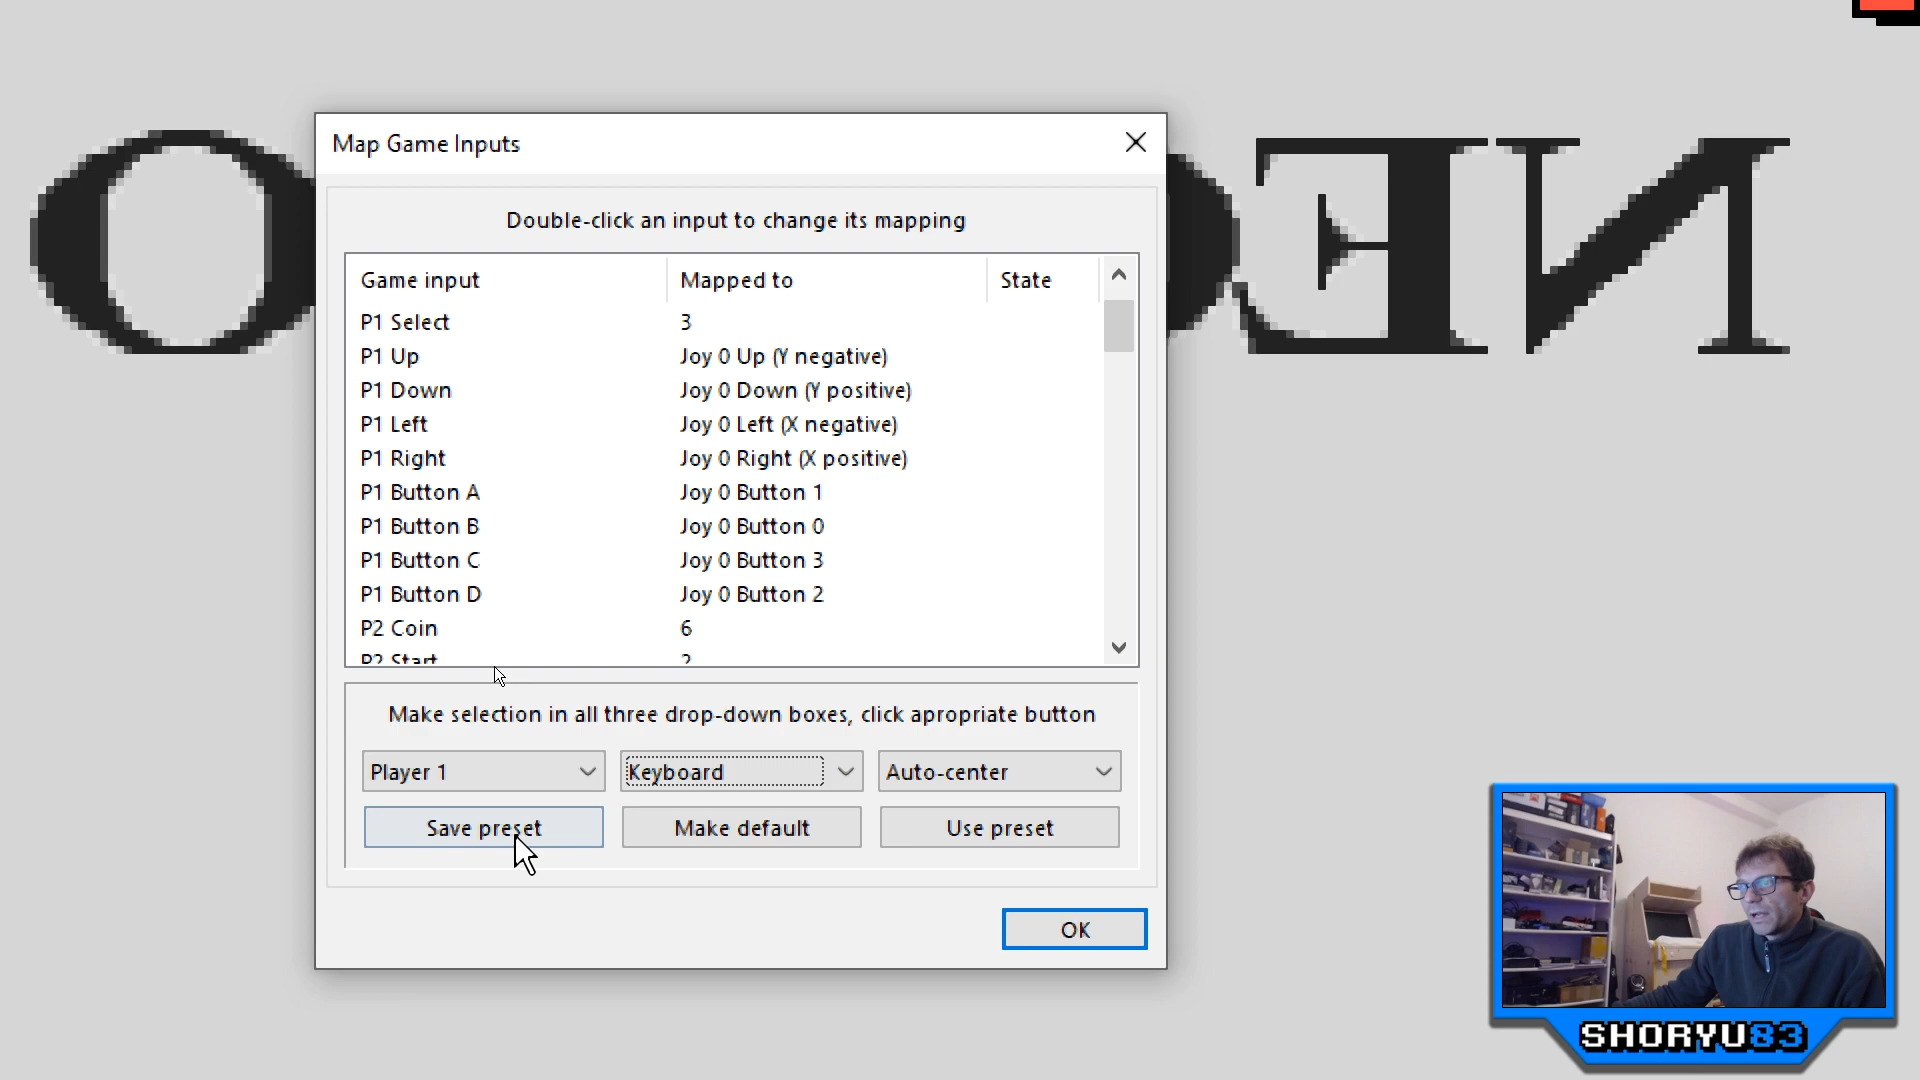 Map Game Inputs
Double-click an input to change its mapping
Game input Mapped to State
P1 Select 3
P1 Up Joy 0 Up (Y negative)
P1 Down Joy 0 Down (Y positive)
P1 Left Joy 0 Left (X negative)
P1 Right Joy 0 Right (X positive)
P1 Button A Joy 0 Button 1
P1 Button B Joy 0 Button 0
P1 Button C Joy 0 Button 3
P1 Button D Joy 0 Button 2
P2 Coin 6
P2 Start 2
Make selection in all three drop-down boxes, click apropriate button
Player 1 Keyboard Auto-center
Save preset Make default Use preset
OK
SHORYU83